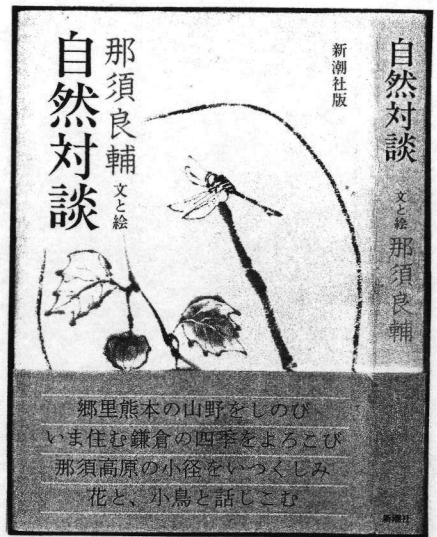 新潮社版
那須良輔 文と絵
自然対談
郷里熊本の山野をしのび
いま住む鎌倉の四季をよろこび
那須高原の小径をいつくしみ
花と、小鳥と話しこむ
自然対談
文と絵 那須良輔
新潮社